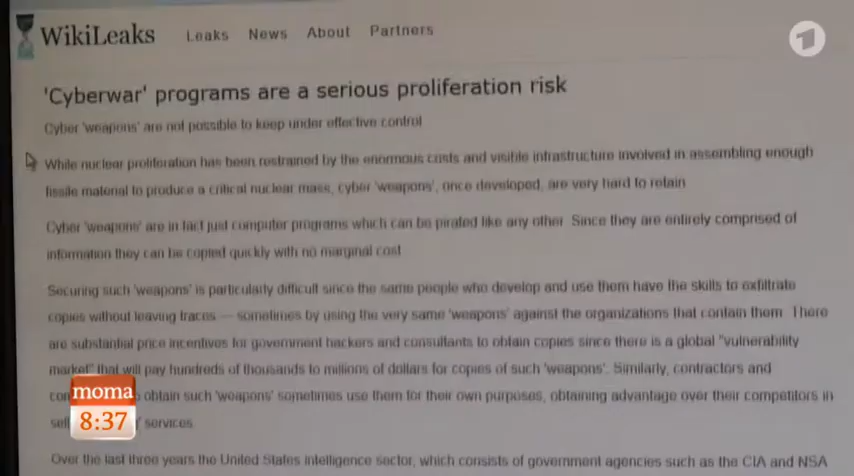 WikiLeaks Leaks News About Partners
1
'Cyberwar' programs are a serious proliferation risk
Cyber 'weapons' are not possible to keep under effective control
While nuclear proliferation has been restrained by the enormous costs and visible infrastructure involved in assembling enough
fissile material to produce a critical nuclear mass, cyber 'weapons', once developed, are very hard to retain
Cyber 'weapons' are in fact just computer programs which can be pirated like any other. Since they are entirely comprised of
information they can be copied quickly with no marginal cost
Securing such 'weapons' is particularly difficult since the same people who develop and use them have the skills to exfiltrate
copies without leaving traces — sometimes by using the very same 'weapons' against the organizations that contain them. There
are substantial price incentives for government hackers and consultants to obtain copies since there is a global "vulnerability
market" that will pay hundreds of thousands to millions of dollars for copies of such 'weapons'. Similarly, contractors and
obtain such 'weapons' sometimes use them for their own purposes, obtaining advantage over their competitors in
services
moma
8:37
Over the last three years the United States intelligence sector, which consists of government agencies such as the CIA and NSA